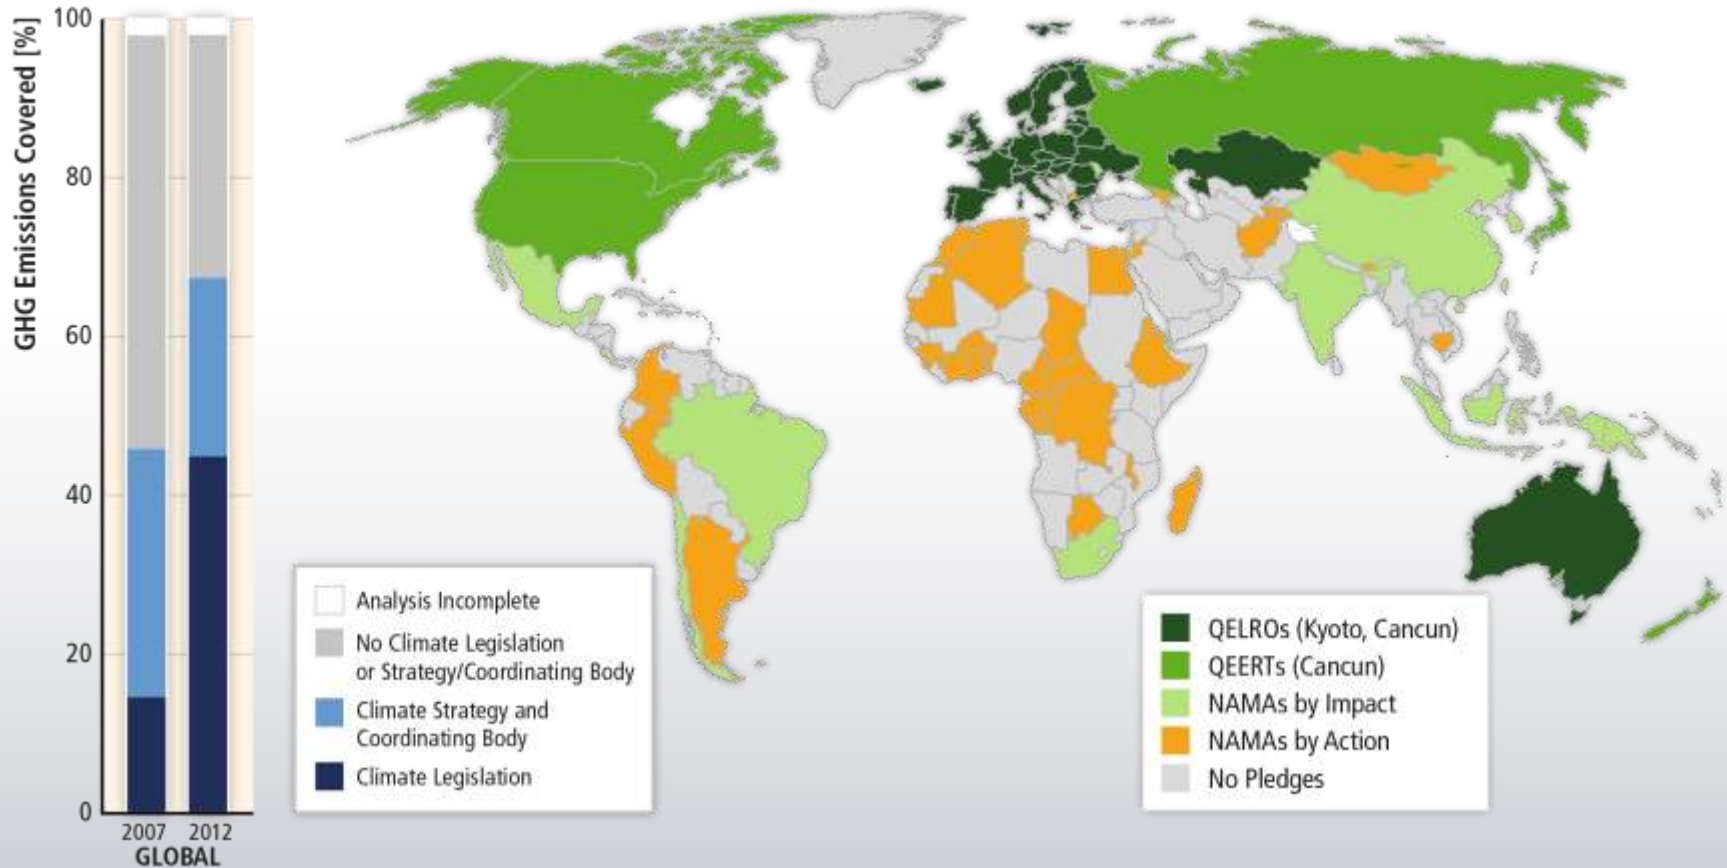 GHG Emissions Covered [%]
100
80
60
40
20
0
2007 2012
GLOBAL
Analysis Incomplete
No Climate Legislation
or Strategy/Coordinating Body
Climate Strategy and
Coordinating Body
Climate Legislation
QELROs (Kyoto, Cancun)
QEERTs (Cancun)
NAMAs by Impact
NAMAs by Action
No Pledges